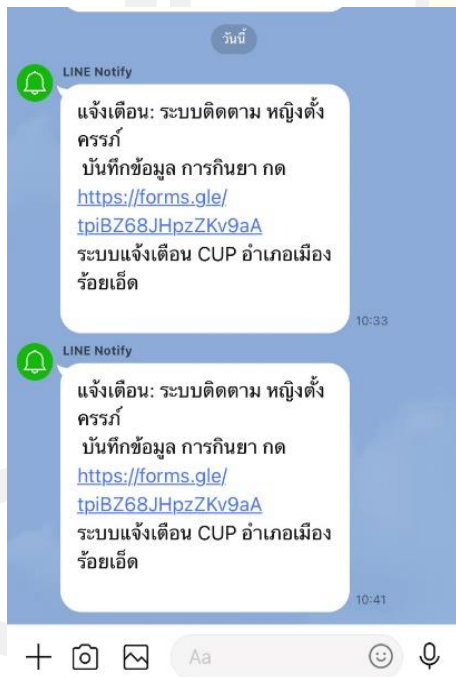 วันนี้
LINE Notify
แจ้งเตือน: ระบบติดตาม หญิงตั้ง
ครรภ์
บันทึกข้อมูล การกินยา กด
https://forms.gle/
tpiBZ68JHpzZKv9aA
ระบบแจ้งเตือน CUP อำเภอเมือง
ร้อยเอ็ด
10:33
LINE Notify
แจ้งเตือน: ระบบติดตาม หญิงตั้ง
ครรภ์
บันทึกข้อมูล การกินยา กด
https://forms.gle/
tpiBZ68JHpzZKv9aA
ระบบแจ้งเตือน CUP อำเภอเมือง
ร้อยเอ็ด
10:41
Aa